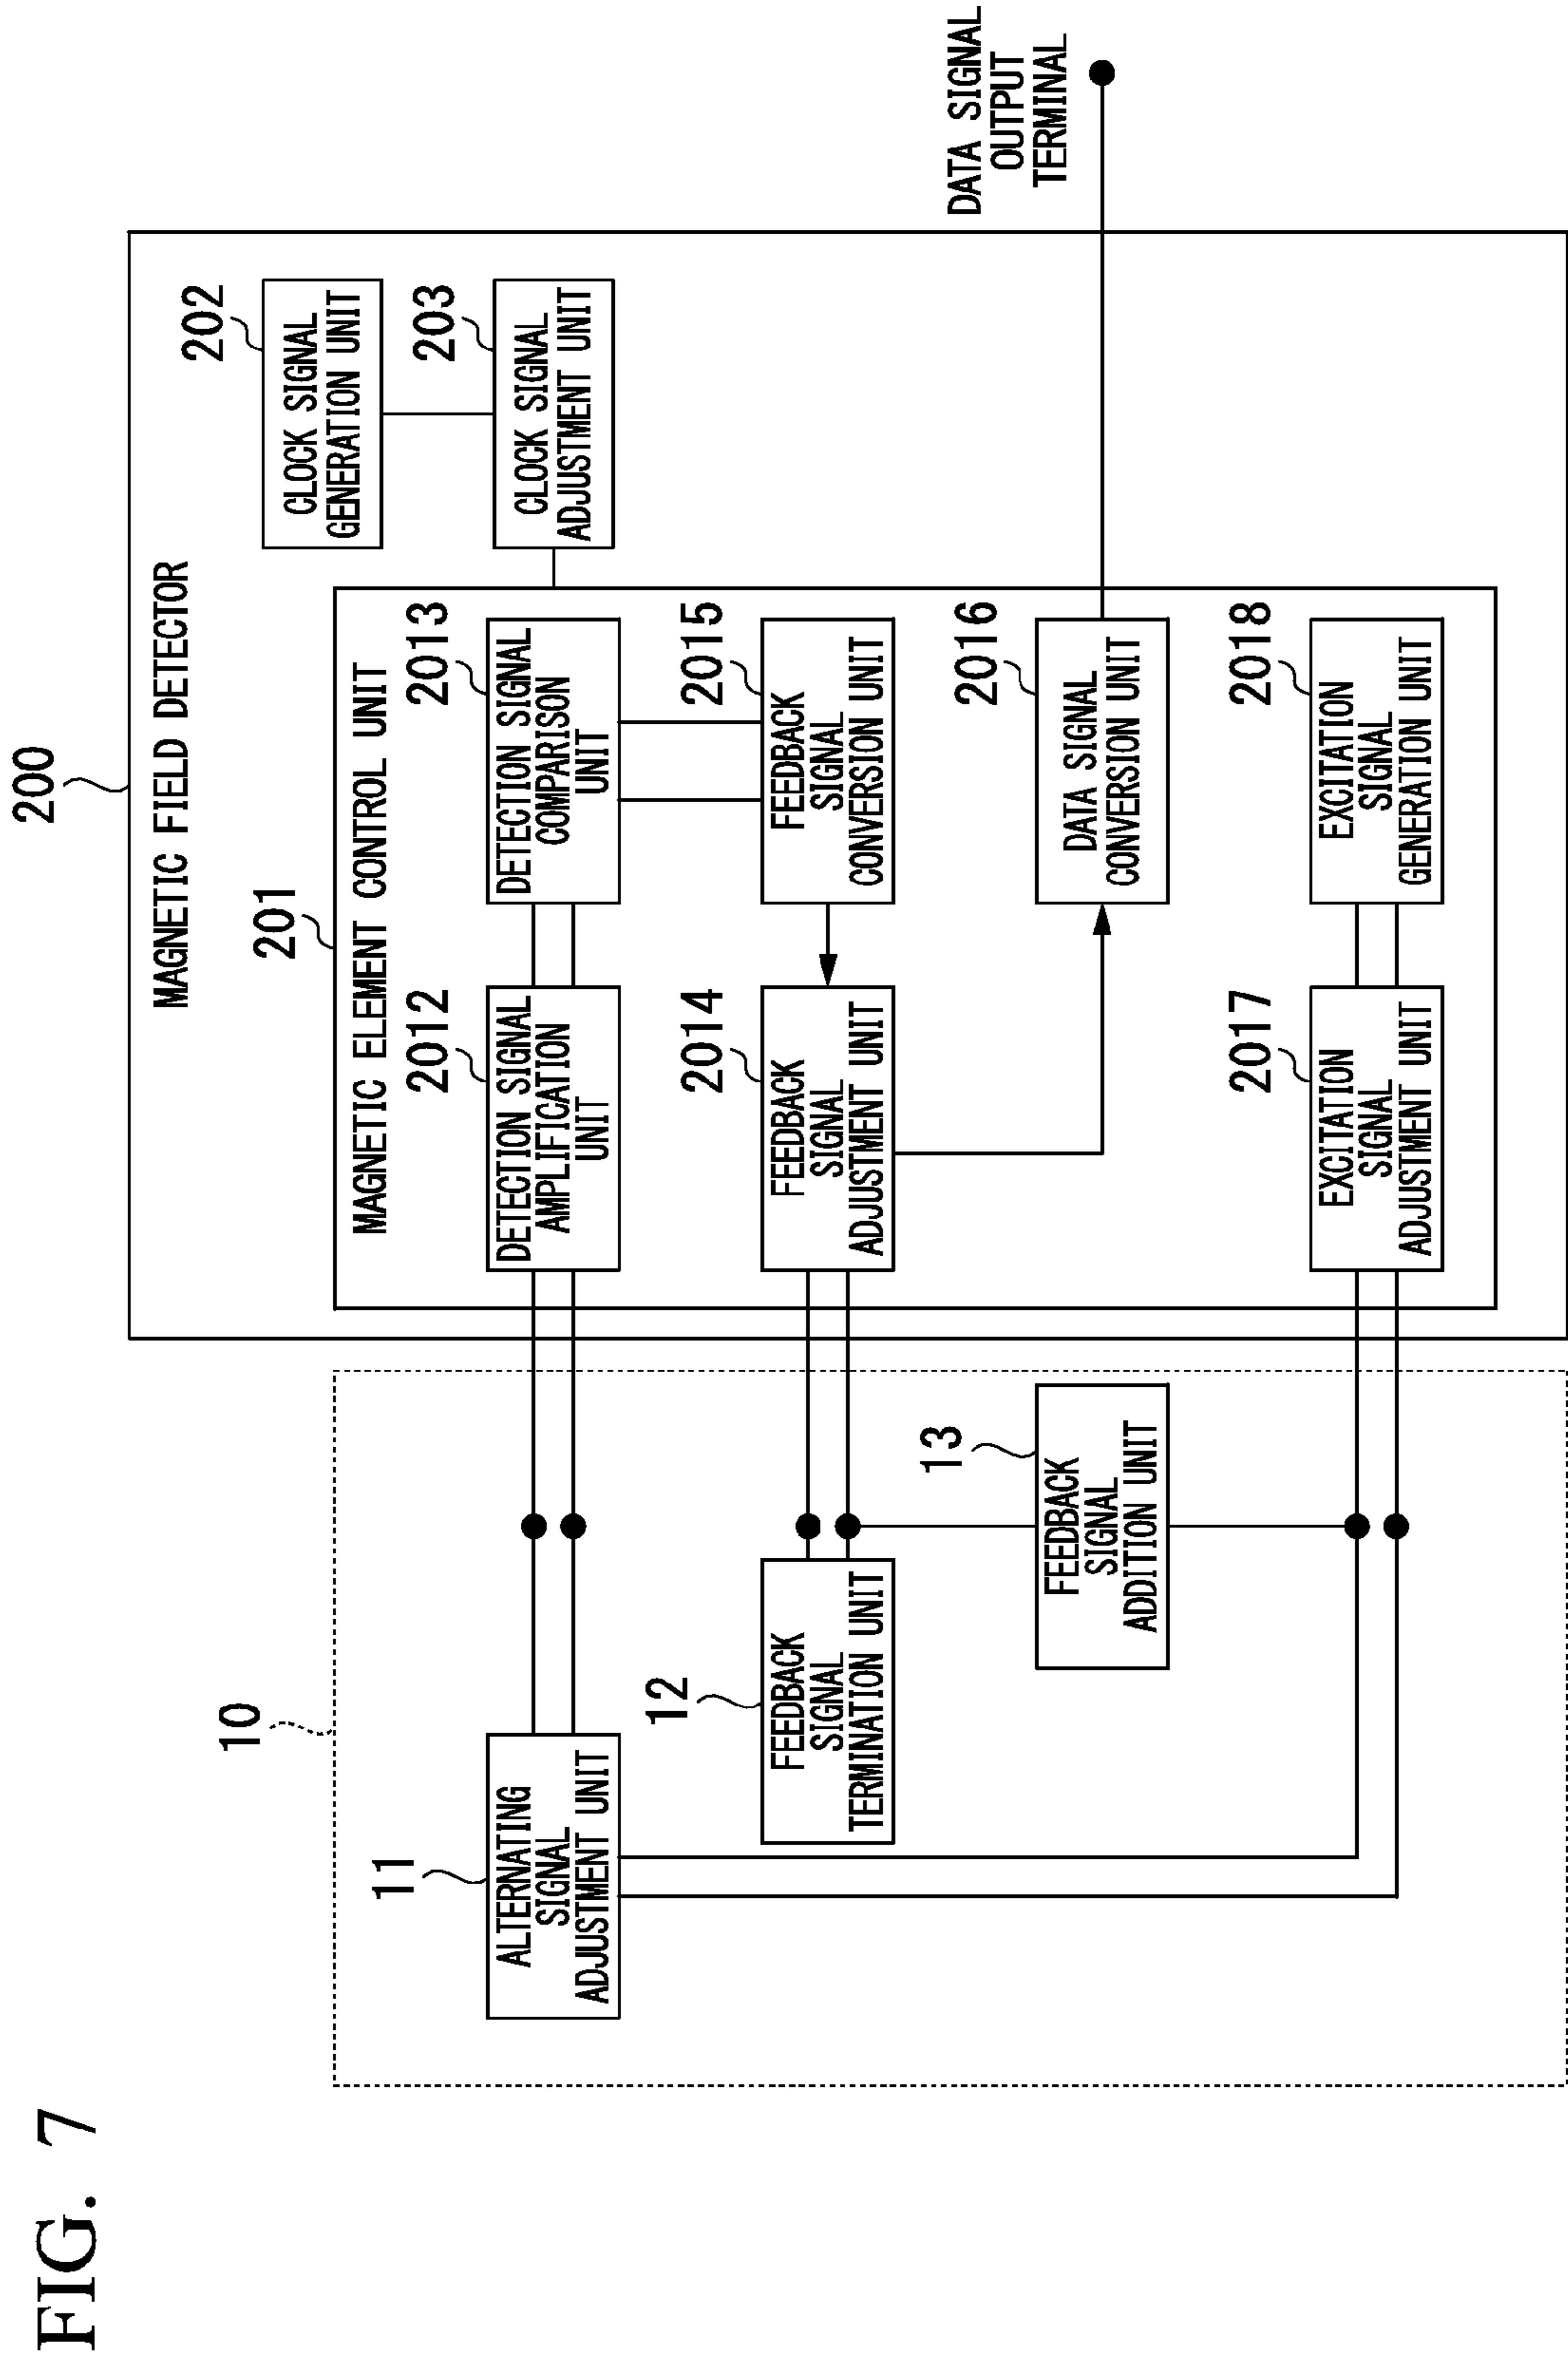 FIG. 7
200
MAGNETIC FIELD DETECTOR
202
CLOCK SIGNAL
GENERATION UNIT
203
CLOCK SIGNAL
ADJUSTMENT UNIT
201
MAGNETIC ELEMENT CONTROL UNIT
2012
DETECTION SIGNAL
AMPLIFICATION
UNIT
2013
DETECTION SIGNAL
COMPARISON
UNIT
2014
FEEDBACK
SIGNAL
ADJUSTMENT UNIT
2015
FEEDBACK
SIGNAL
CONVERSION UNIT
2016
DATA SIGNAL
CONVERSION UNIT
2017
EXCITATION
SIGNAL
ADJUSTMENT UNIT
2018
EXCITATION
SIGNAL
GENERATION UNIT
DATA SIGNAL
OUTPUT
TERMINAL
10
11
ALTERNATING
SIGNAL
ADJUSTMENT UNIT
12
FEEDBACK
SIGNAL
TERMINATION UNIT
13
FEEDBACK
SIGNAL
ADDITION UNIT